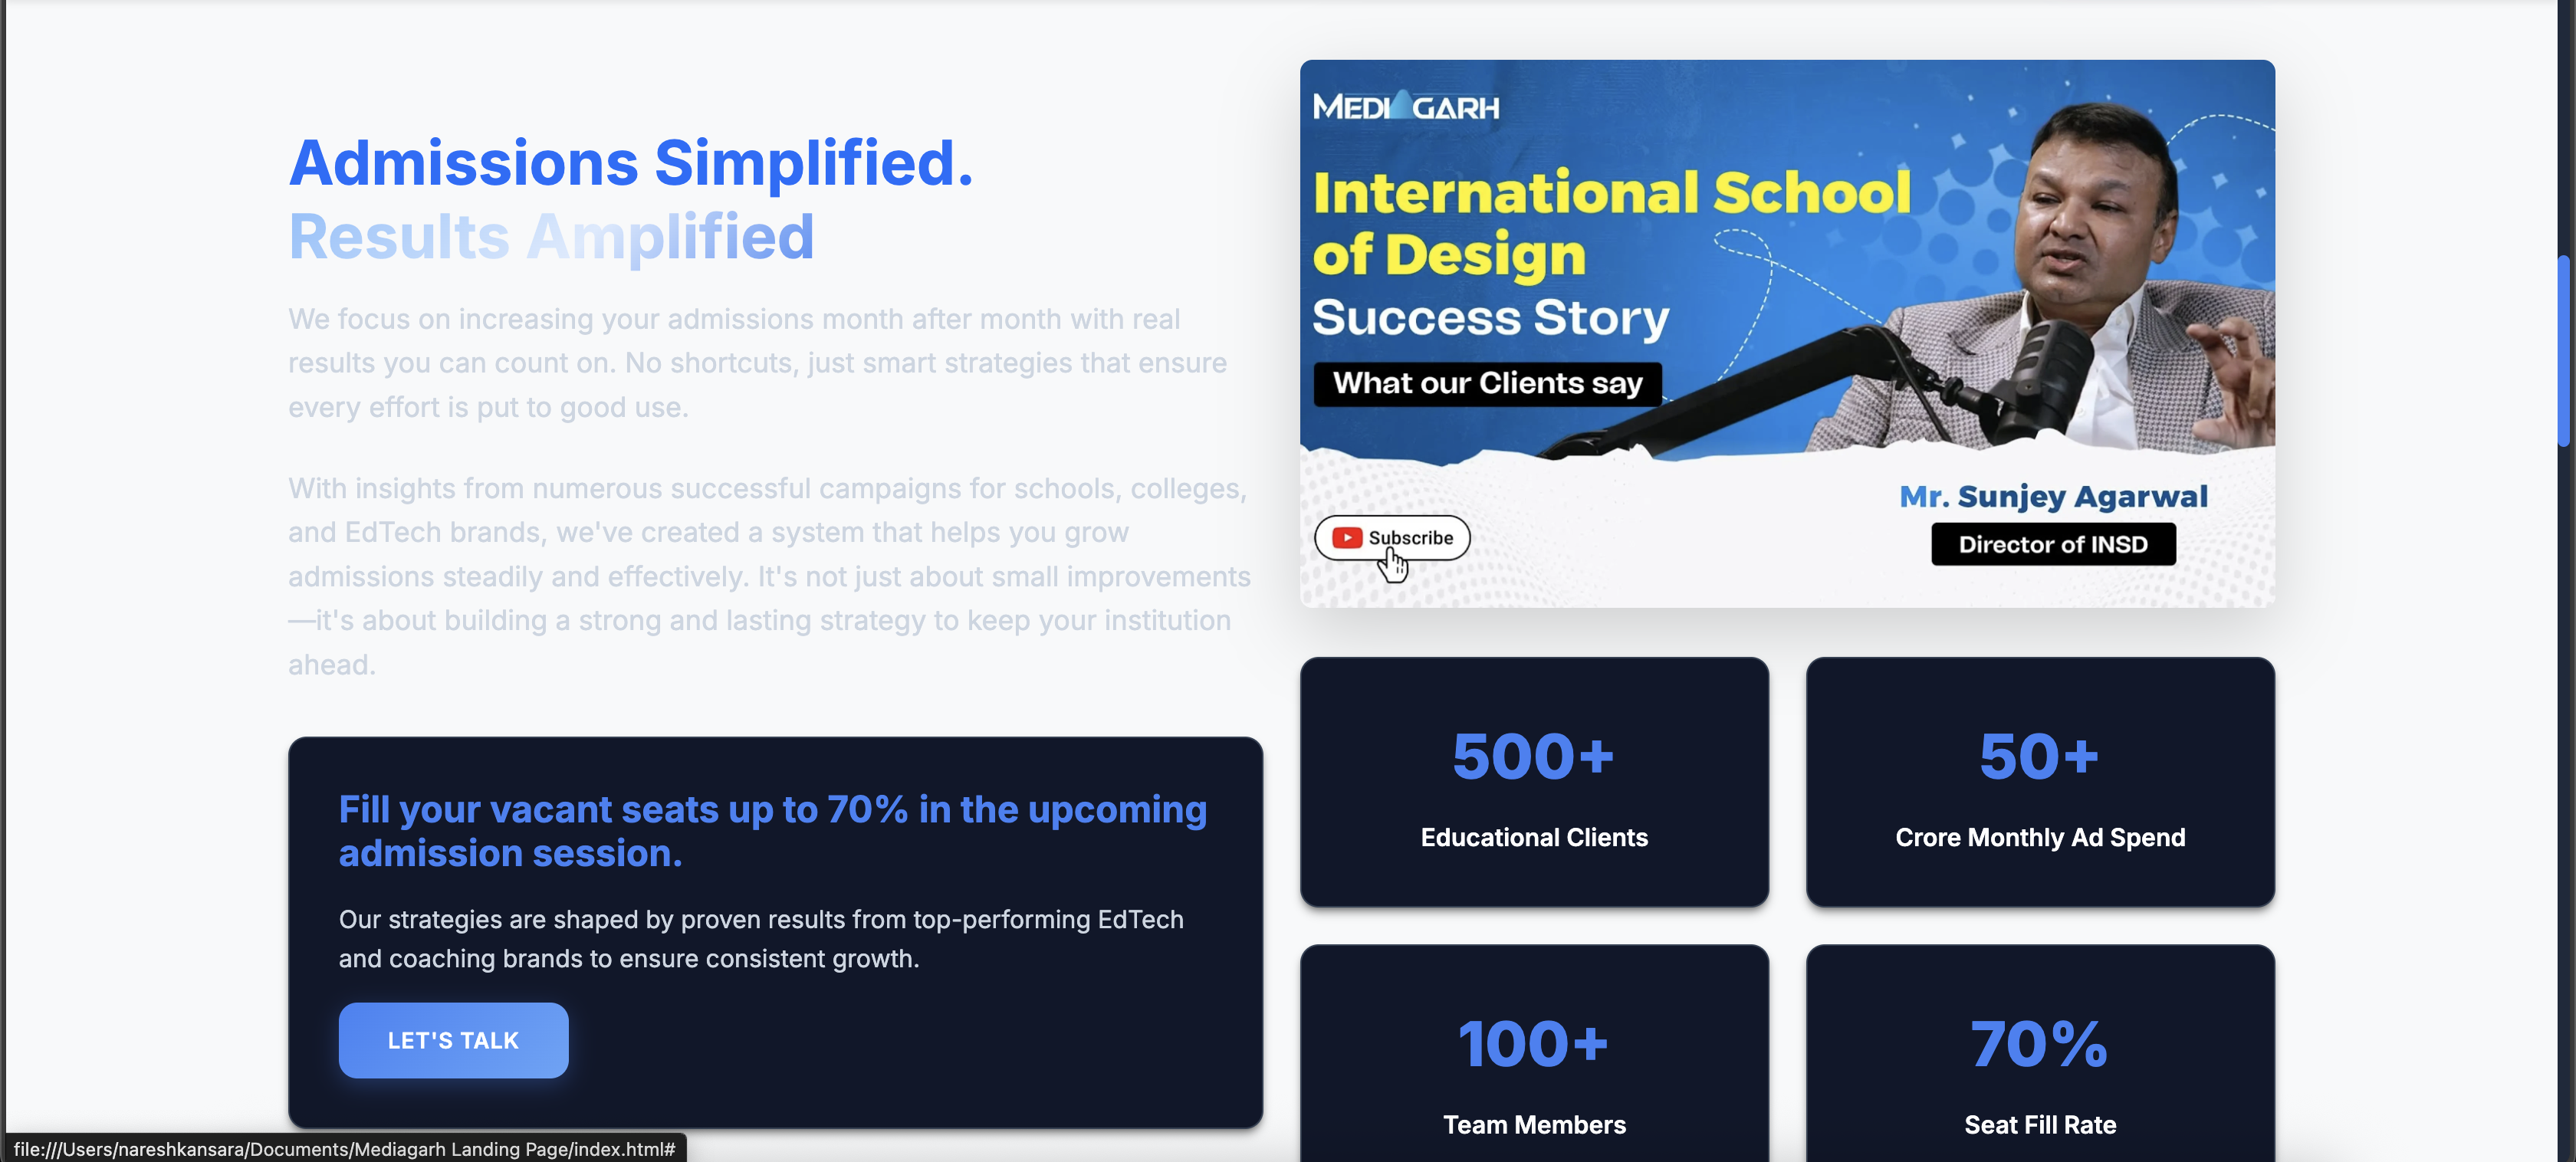 Admissions Simplified.
Results Amplified
We focus on increasing your admissions month after month with real
results you can count on. No shortcuts, just smart strategies that ensure
every effort is put to good use.
With insights from numerous successful campaigns for schools, colleges,
and EdTech brands, we've created a system that helps you grow
admissions steadily and effectively. It's not just about small improvements
—it's about building a strong and lasting strategy to keep your institution
ahead.
Fill your vacant seats up to 70% in the upcoming
admission session.
Our strategies are shaped by proven results from top-performing EdTech
and coaching brands to ensure consistent growth.
LET'S TALK
MEDIAGARH
International School
of Design
Success Story
What our Clients say
Subscribe
Mr. Sunjey Agarwal
Director of INSD
500+
Educational Clients
50+
Crore Monthly Ad Spend
100+
Team Members
70%
Seat Fill Rate
file:///Users/nareshkansara/Documents/Mediagarh Landing Page/index.html#